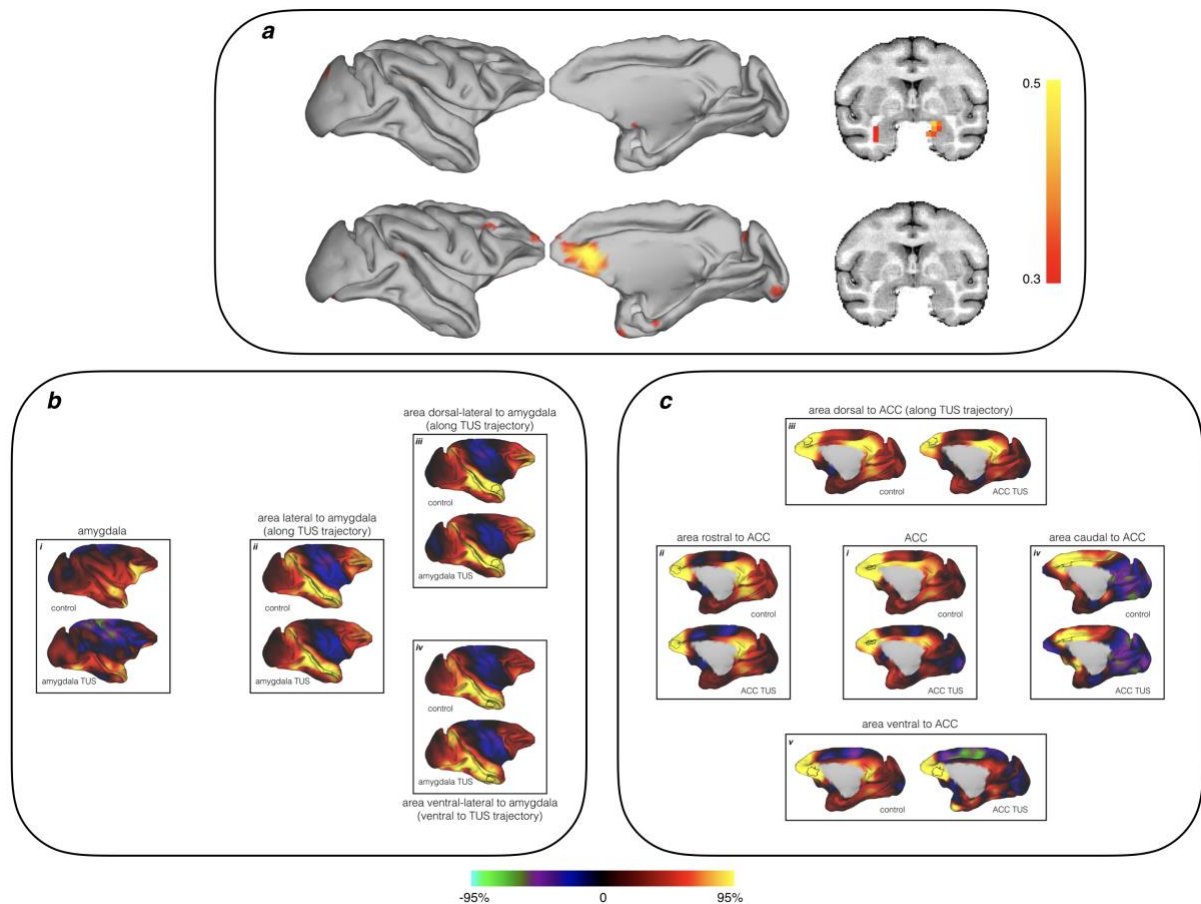 a
0.5
0.3
b
area dorsal-lateral to amygdala
(along TUS trajectory)
iii
control
amygdala TUS
amygdala
i
control
amygdala TUS
area lateral to amygdala
(along TUS trajectory)
ii
control
amygdala TUS
iv
control
amygdala TUS
area ventral-lateral to amygdala
(ventral to TUS trajectory)
c
area dorsal to ACC (along TUS trajectory)
iii
control
ACC TUS
area rostral to ACC
ii
control
ACC TUS
ACC
i
control
ACC TUS
area caudal to ACC
iv
control
ACC TUS
area ventral to ACC
v
control
ACC TUS
-95%
0
95%